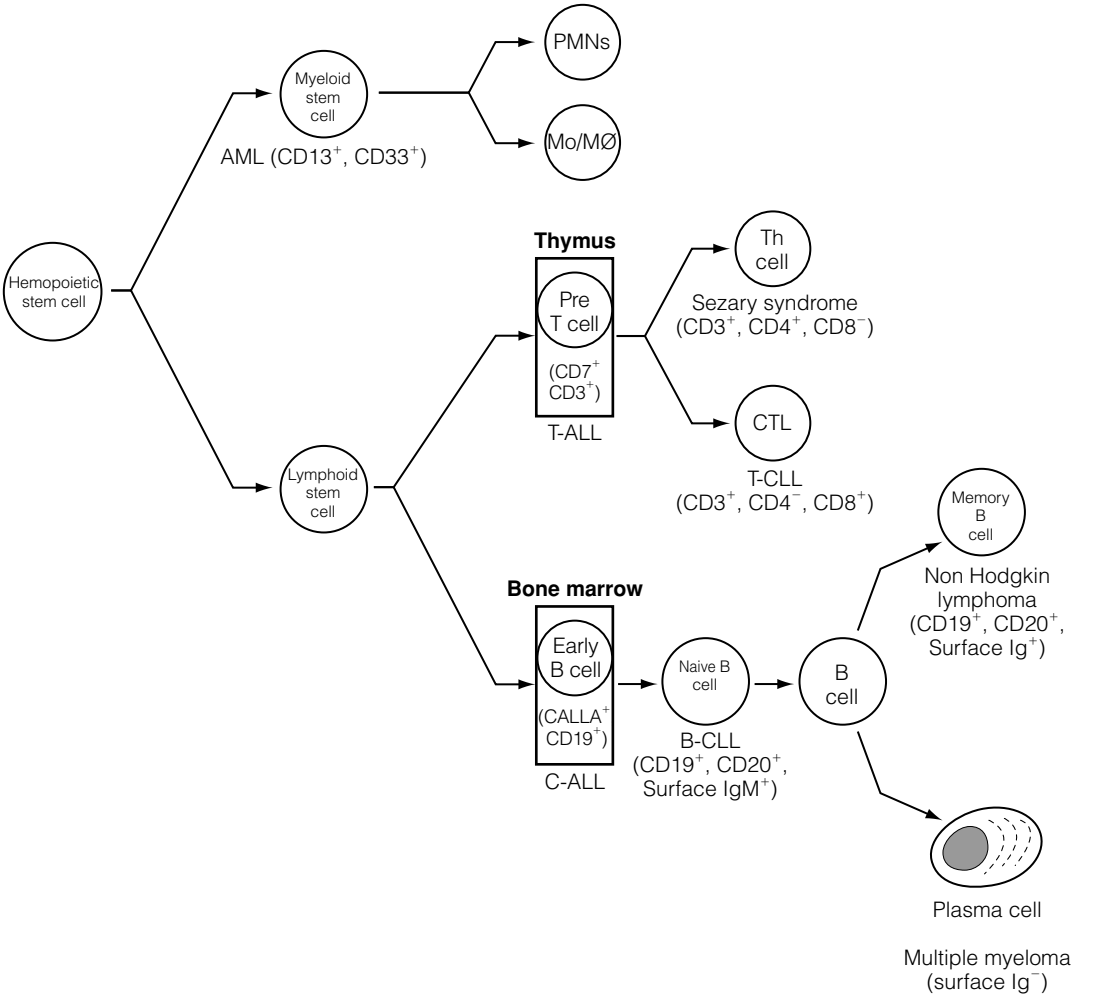 PMNs
Myeloid
stem
cell
Mo/MØ
AML (CD13⁺, CD33⁺)
Hemopoietic
stem cell
Thymus
Pre
T cell
(CD7⁺
CD3⁺)
T-ALL
Th
cell
Sezary syndrome
(CD3⁺, CD4⁺, CD8⁻)
CTL
T-CLL
(CD3⁺, CD4⁻, CD8⁺)
Lymphoid
stem
cell
Bone marrow
Early
B cell
(CALLA⁺
CD19⁺)
C-ALL
Naive B
cell
B-CLL
(CD19⁺, CD20⁺,
Surface IgM⁺)
B
cell
Memory
B
cell
Non Hodgkin
lymphoma
(CD19⁺, CD20⁺,
Surface Ig⁺)
Plasma cell
Multiple myeloma
(surface Ig⁻)